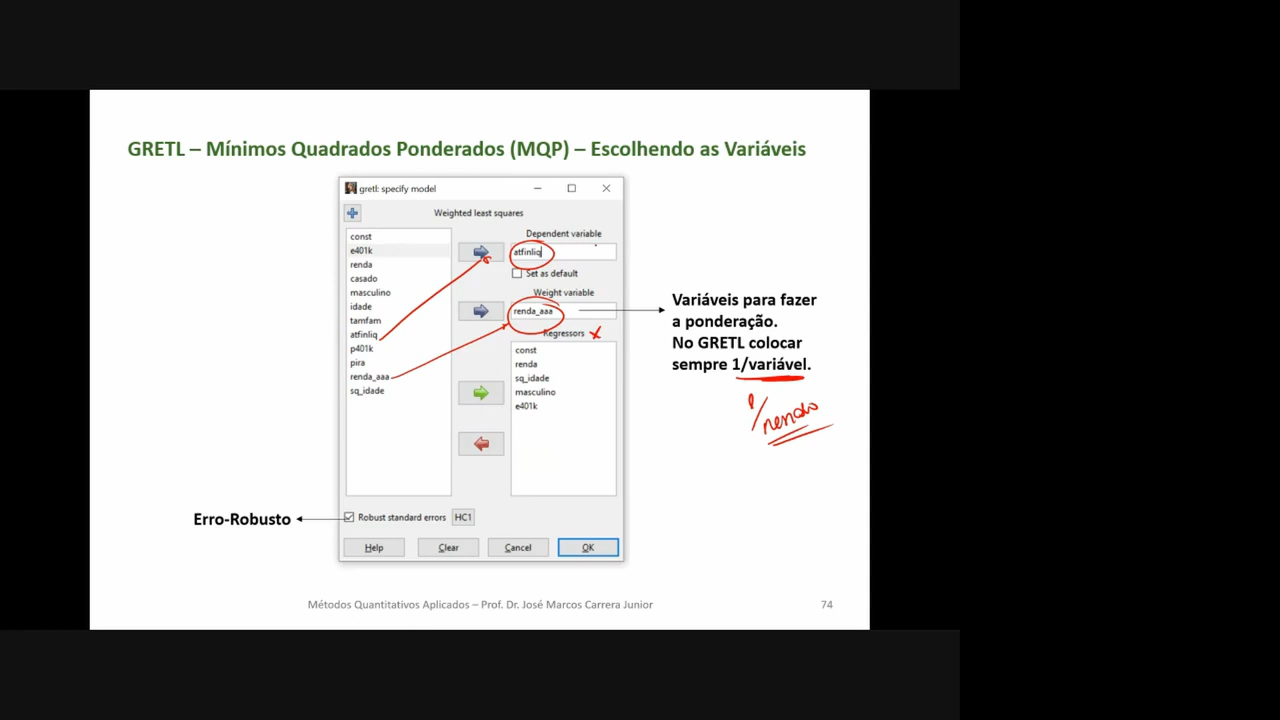 GRETL – Mínimos Quadrados Ponderados (MQP) – Escolhendo as Variáveis
gretl: specify model
Weighted least squares
const
e401k
renda
casado
masculino
idade
tamfam
atfinliq
p401k
pira
renda_aaa
sq_idade
Dependent variable
atfinliq
Set as default
Weight variable
renda_aaa
Regressors
const
renda
sq_idade
masculino
e401k
Variáveis para fazer
a ponderação.
No GRETL colocar
sempre 1/variável.
1/renda
Erro-Robusto
Robust standard errors
HC1
Help
Clear
Cancel
OK
Métodos Quantitativos Aplicados – Prof. Dr. José Marcos Carrera Junior
74